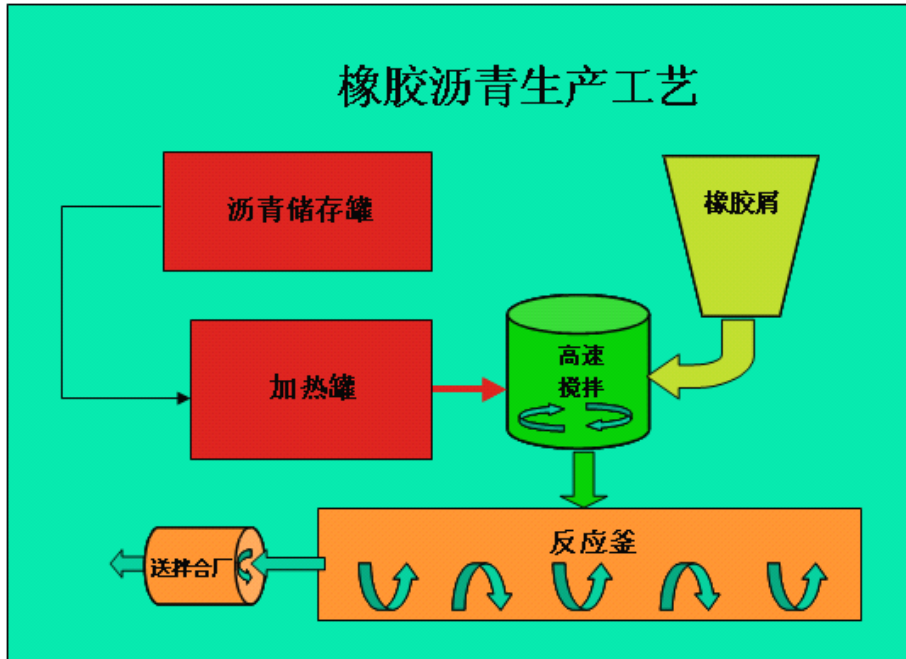 橡胶沥青生产工艺
沥青储存罐
橡胶屑
加热罐
高速
搅拌
反应釜
送拌合厂